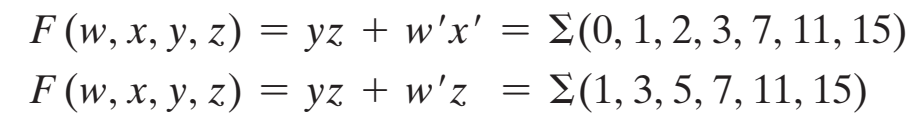 F(w, x, y, z) = yz + w'x' = Σ(0, 1, 2, 3, 7, 11, 15)
F(w, x, y, z) = yz + w'z = Σ(1, 3, 5, 7, 11, 15)